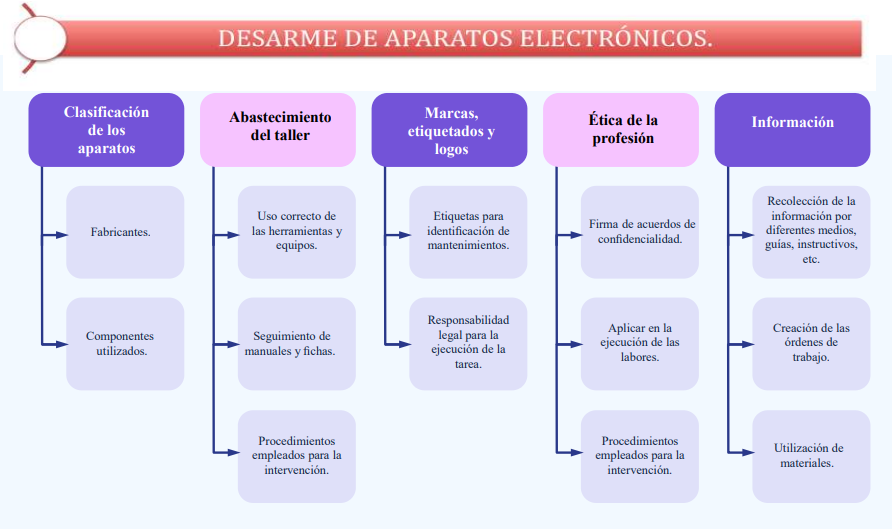 DESARME DE APARATOS ELECTRÓNICOS.
Clasificación
de los
aparatos
Fabricantes.
Componentes
utilizados.
Abastecimiento
del taller
Uso correcto de
las herramientas y
equipos.
Seguimiento de
manuales y fichas.
Procedimientos
empleados para la
intervención.
Marcas,
etiquetados y
logos
Etiquetas para
identificación de
mantenimientos.
Responsabilidad
legal para la
ejecución de la
tarea.
Ética de la
profesión
Firma de acuerdos de
confidencialidad.
Aplicar en la
ejecución de las
labores.
Procedimientos
empleados para la
intervención.
Información
Recolección de la
información por
diferentes medios,
guías, instructivos,
etc.
Creación de las
órdenes de
trabajo.
Utilización de
materiales.